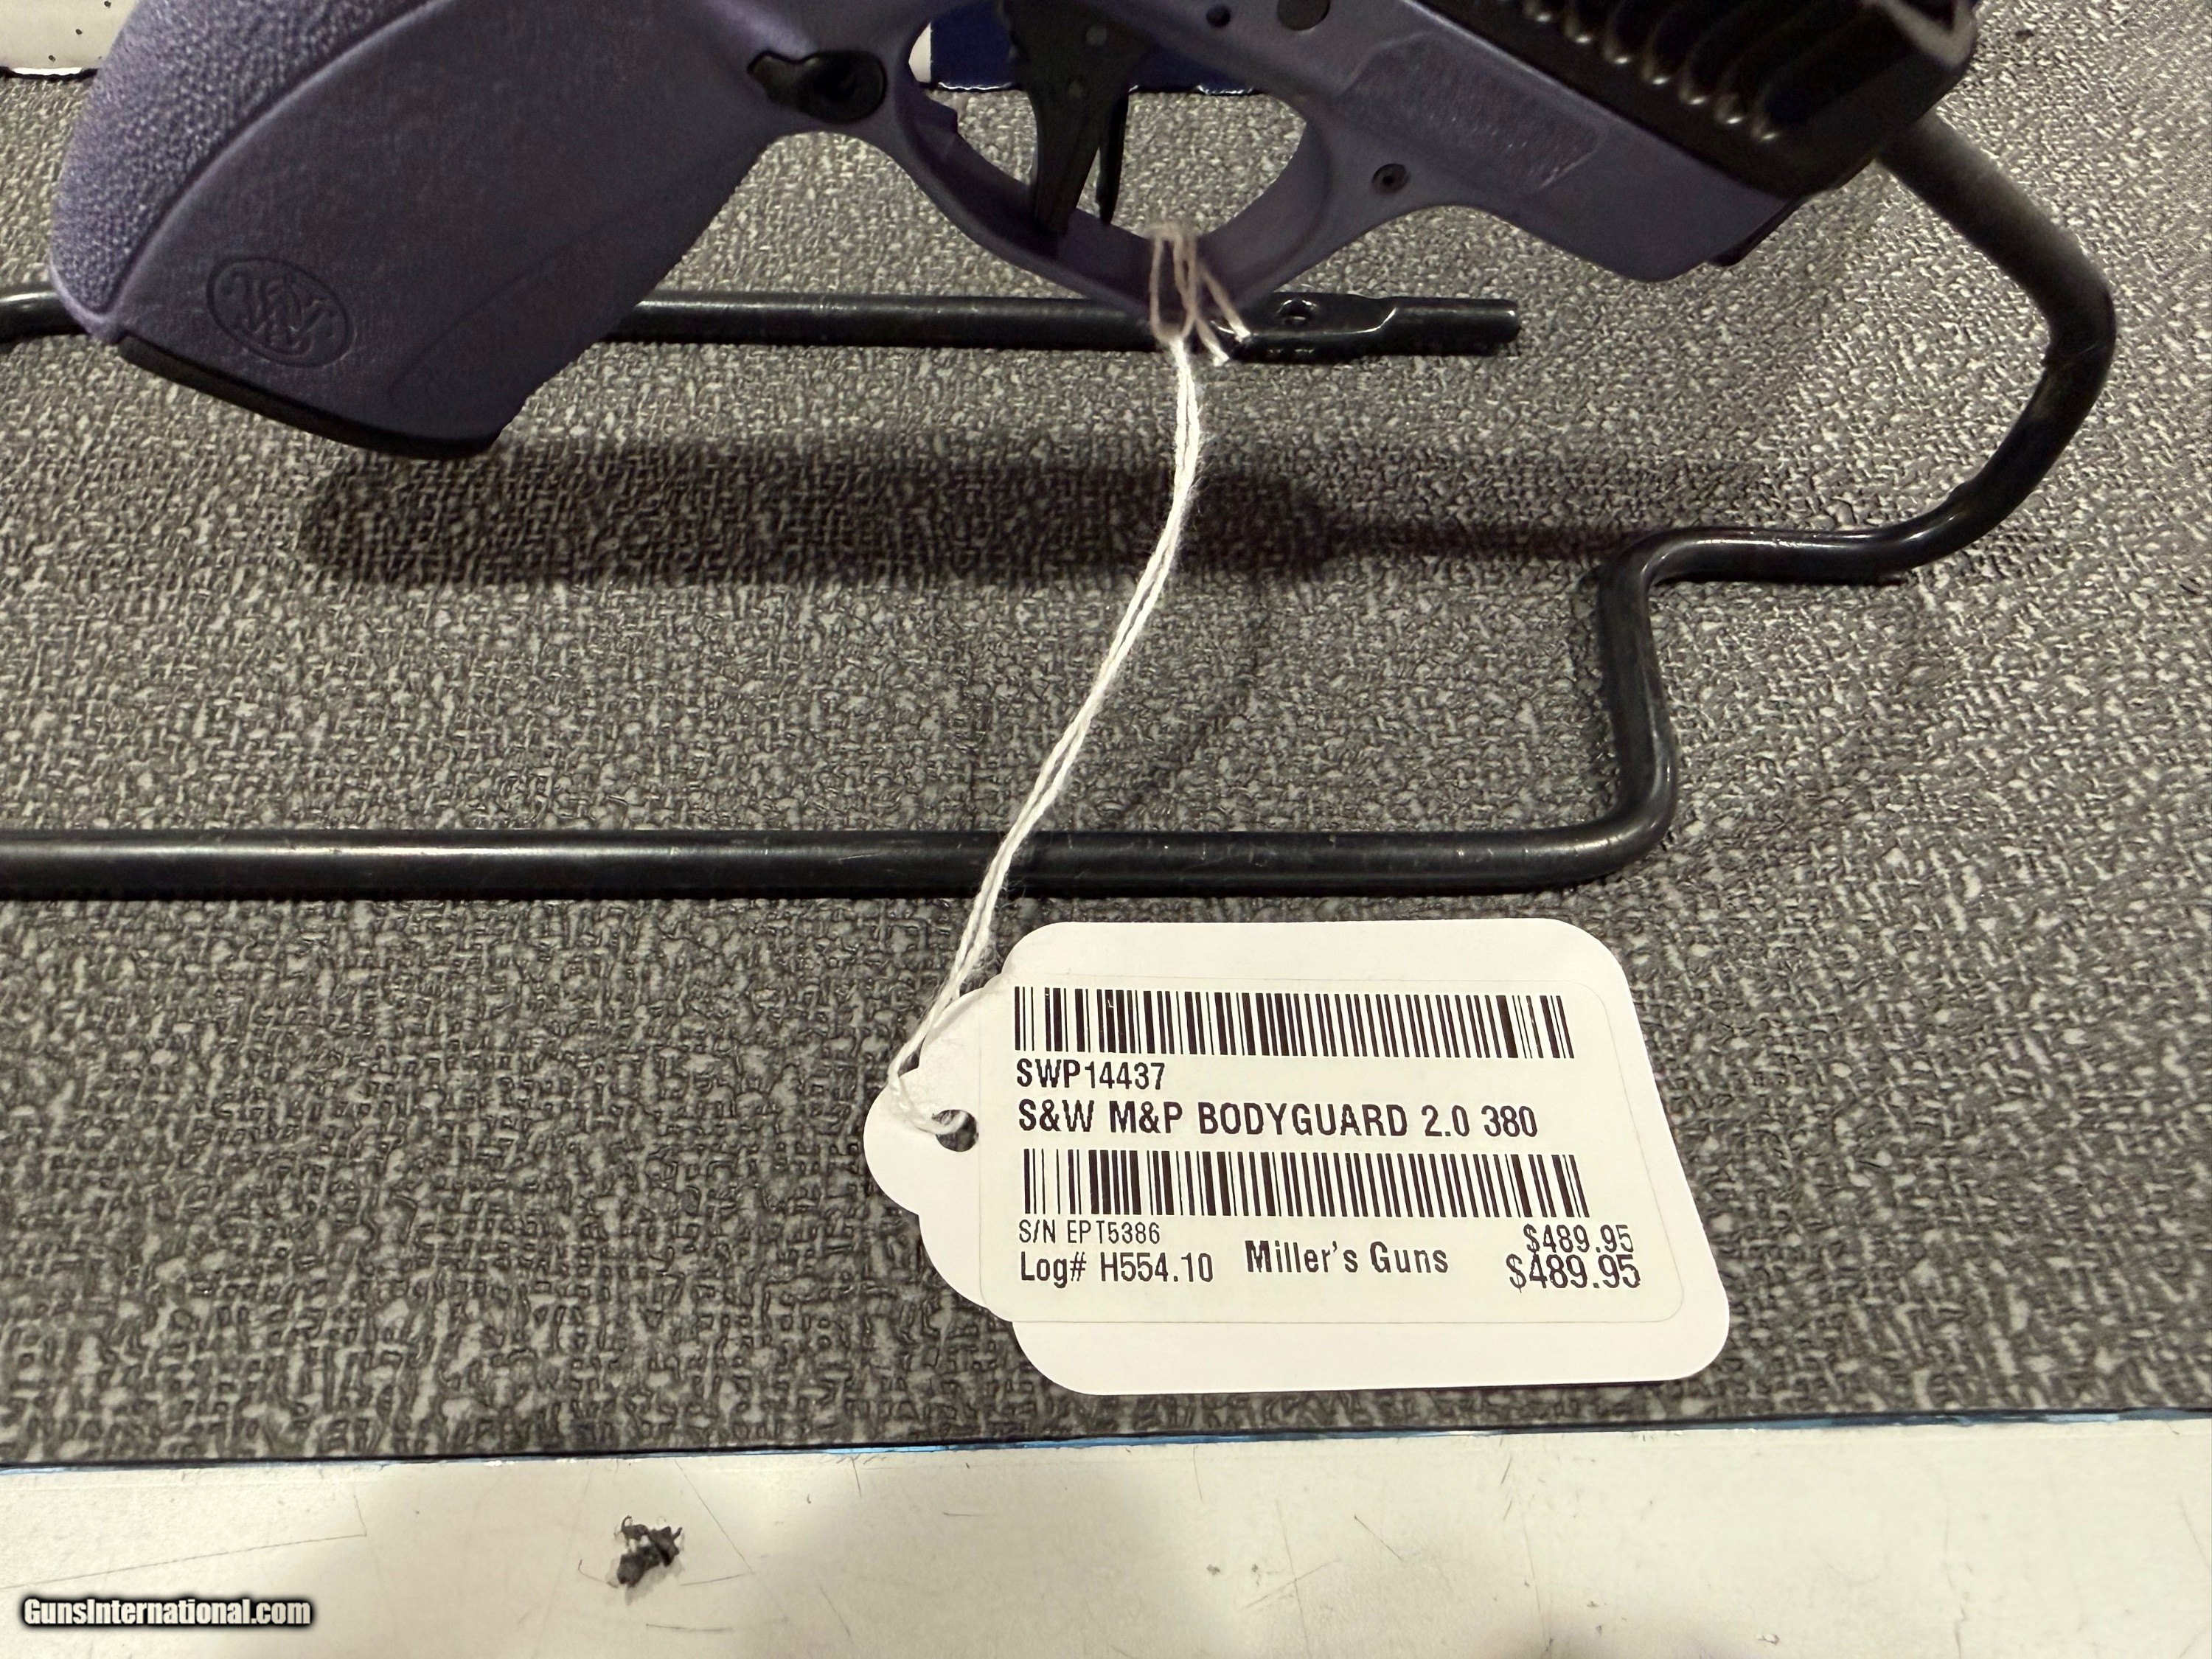 SWP14437
S&W M&P BODYGUARD 2.0 380
S/N EPT5386
$489.95
Log# H554.10
Miller's Guns
$489.95
GunsInternational.com